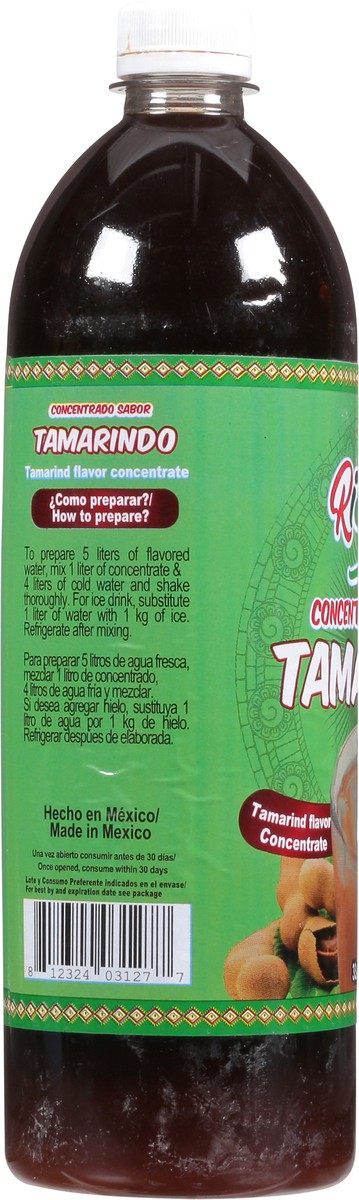 CONCENTRADO SABOR
TAMARINDO
Tamarind flavor concentrate
¿Como preparar?/
How to prepare?
To prepare 5 liters of flavored
water, mix 1 liter of concentrate &
4 liters of cold water and shake
thoroughly. For ice drink, substitute
1 liter of water with 1 kg of ice.
Refrigerate after mixing.
Para preparar 5 litros de agua fresca,
mezclar 1 litro de concentrado,
4 litros de agua fría y mezclar.
Si desea agregar hielo, sustituya 1
litro de agua por 1 kg de hielo.
Refrigerar despues de elaborada.
Hecho en México/
Made in Mexico
Una vez abierto consumir antes de 30 días/
Once opened, consume within 30 days
Lote y Consumo Preferente indicados en el envase/
For best by and expiration date see package
8 12324 03127 7
CONCENT
TAMA
Tamarind flavor
Concentrate